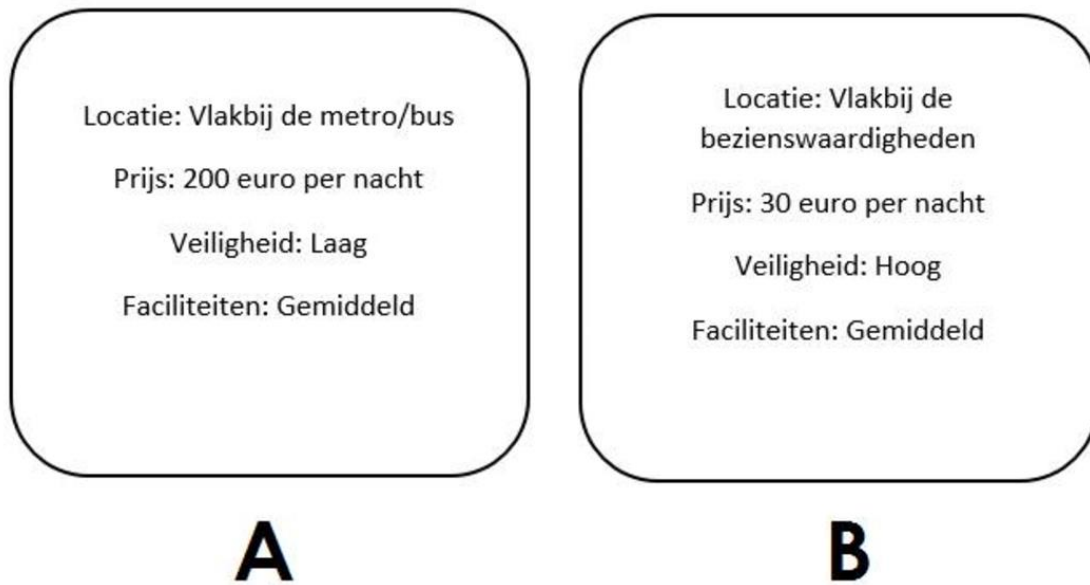 Locatie: Vlakbij de metro/bus
Prijs: 200 euro per nacht
Veiligheid: Laag
Faciliteiten: Gemiddeld
A
Locatie: Vlakbij de
bezienswaardigheden
Prijs: 30 euro per nacht
Veiligheid: Hoog
Faciliteiten: Gemiddeld
B